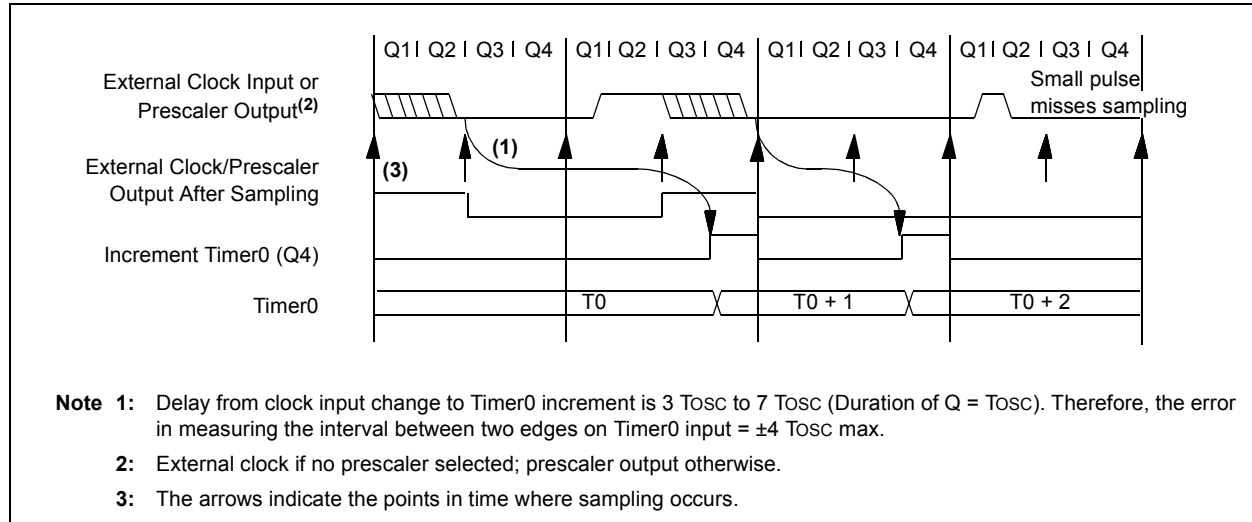 Q1 | Q2 | Q3 | Q4 Q1 | Q2 | Q3 | Q4 Q1 | Q2 | Q3 | Q4 Q1 | Q2 | Q3 | Q4
External Clock Input or
Prescaler Output(2)
Small pulse
misses sampling
(1)
External Clock/Prescaler
Output After Sampling
(3)
Increment Timer0 (Q4)
Timer0
T0 T0 + 1 T0 + 2
Note 1: Delay from clock input change to Timer0 increment is 3 TOSC to 7 TOSC (Duration of Q = TOSC). Therefore, the error
in measuring the interval between two edges on Timer0 input = ±4 TOSC max.
2: External clock if no prescaler selected; prescaler output otherwise.
3: The arrows indicate the points in time where sampling occurs.